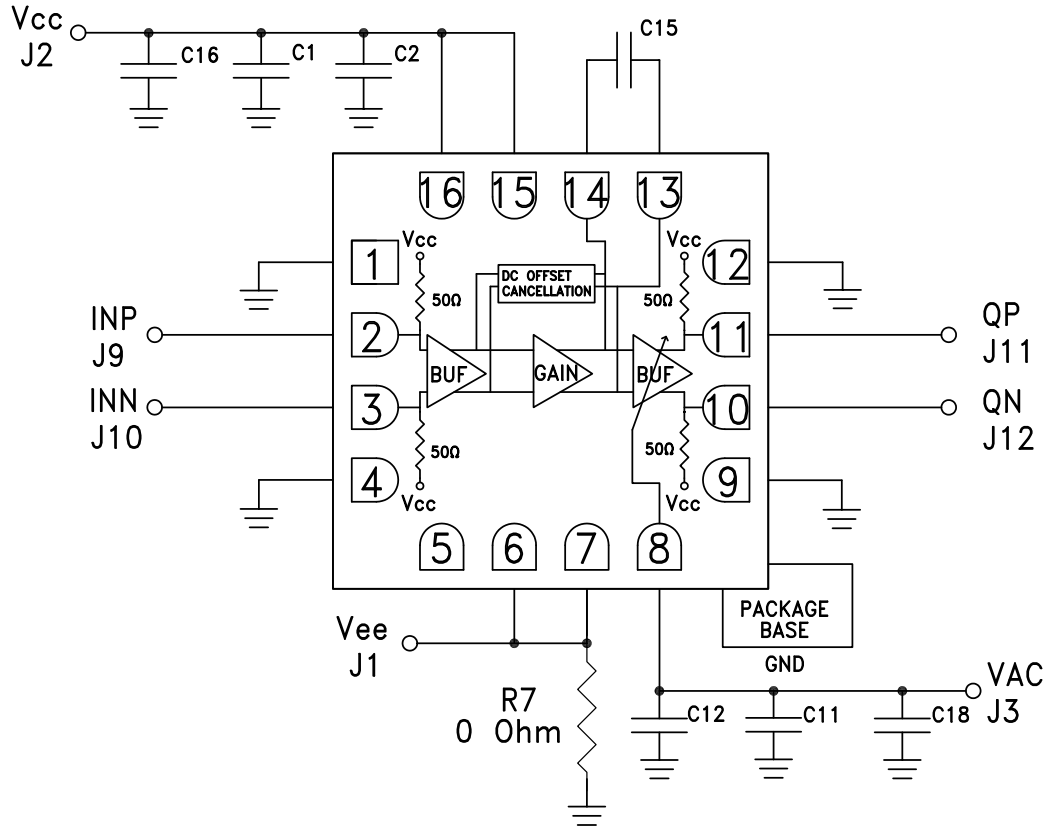 Vcc
J2
C16
C1
C2
C15
16
15
14
13
1
Vcc
50Ω
DC OFFSET
CANCELLATION
Vcc
50Ω
12
INP
J9
2
11
QP
J11
BUF
GAIN
BUF
INN
J10
3
10
QN
J12
50Ω
Vcc
50Ω
Vcc
4
9
5
6
7
8
Vee
J1
PACKAGE
BASE
GND
R7
0 Ohm
VAC
J3
C12
C11
C18